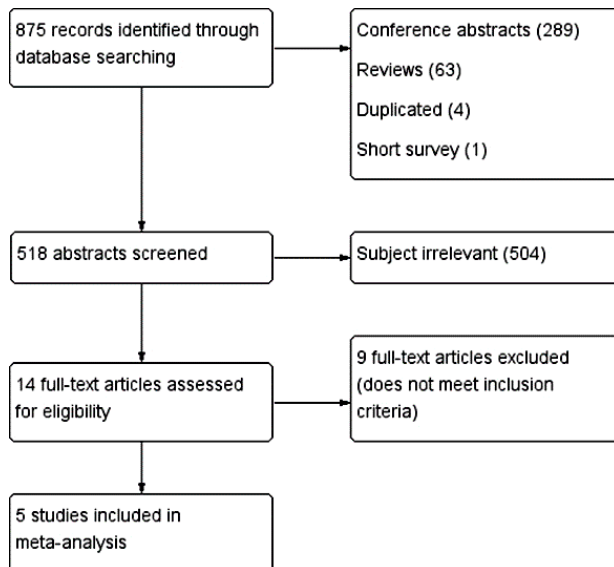 875 records identified through
database searching
Conference abstracts (289)
Reviews (63)
Duplicated (4)
Short survey (1)
518 abstracts screened
Subject irrelevant (504)
14 full-text articles assessed
for eligibility
9 full-text articles excluded
(does not meet inclusion
criteria)
5 studies included in
meta-analysis